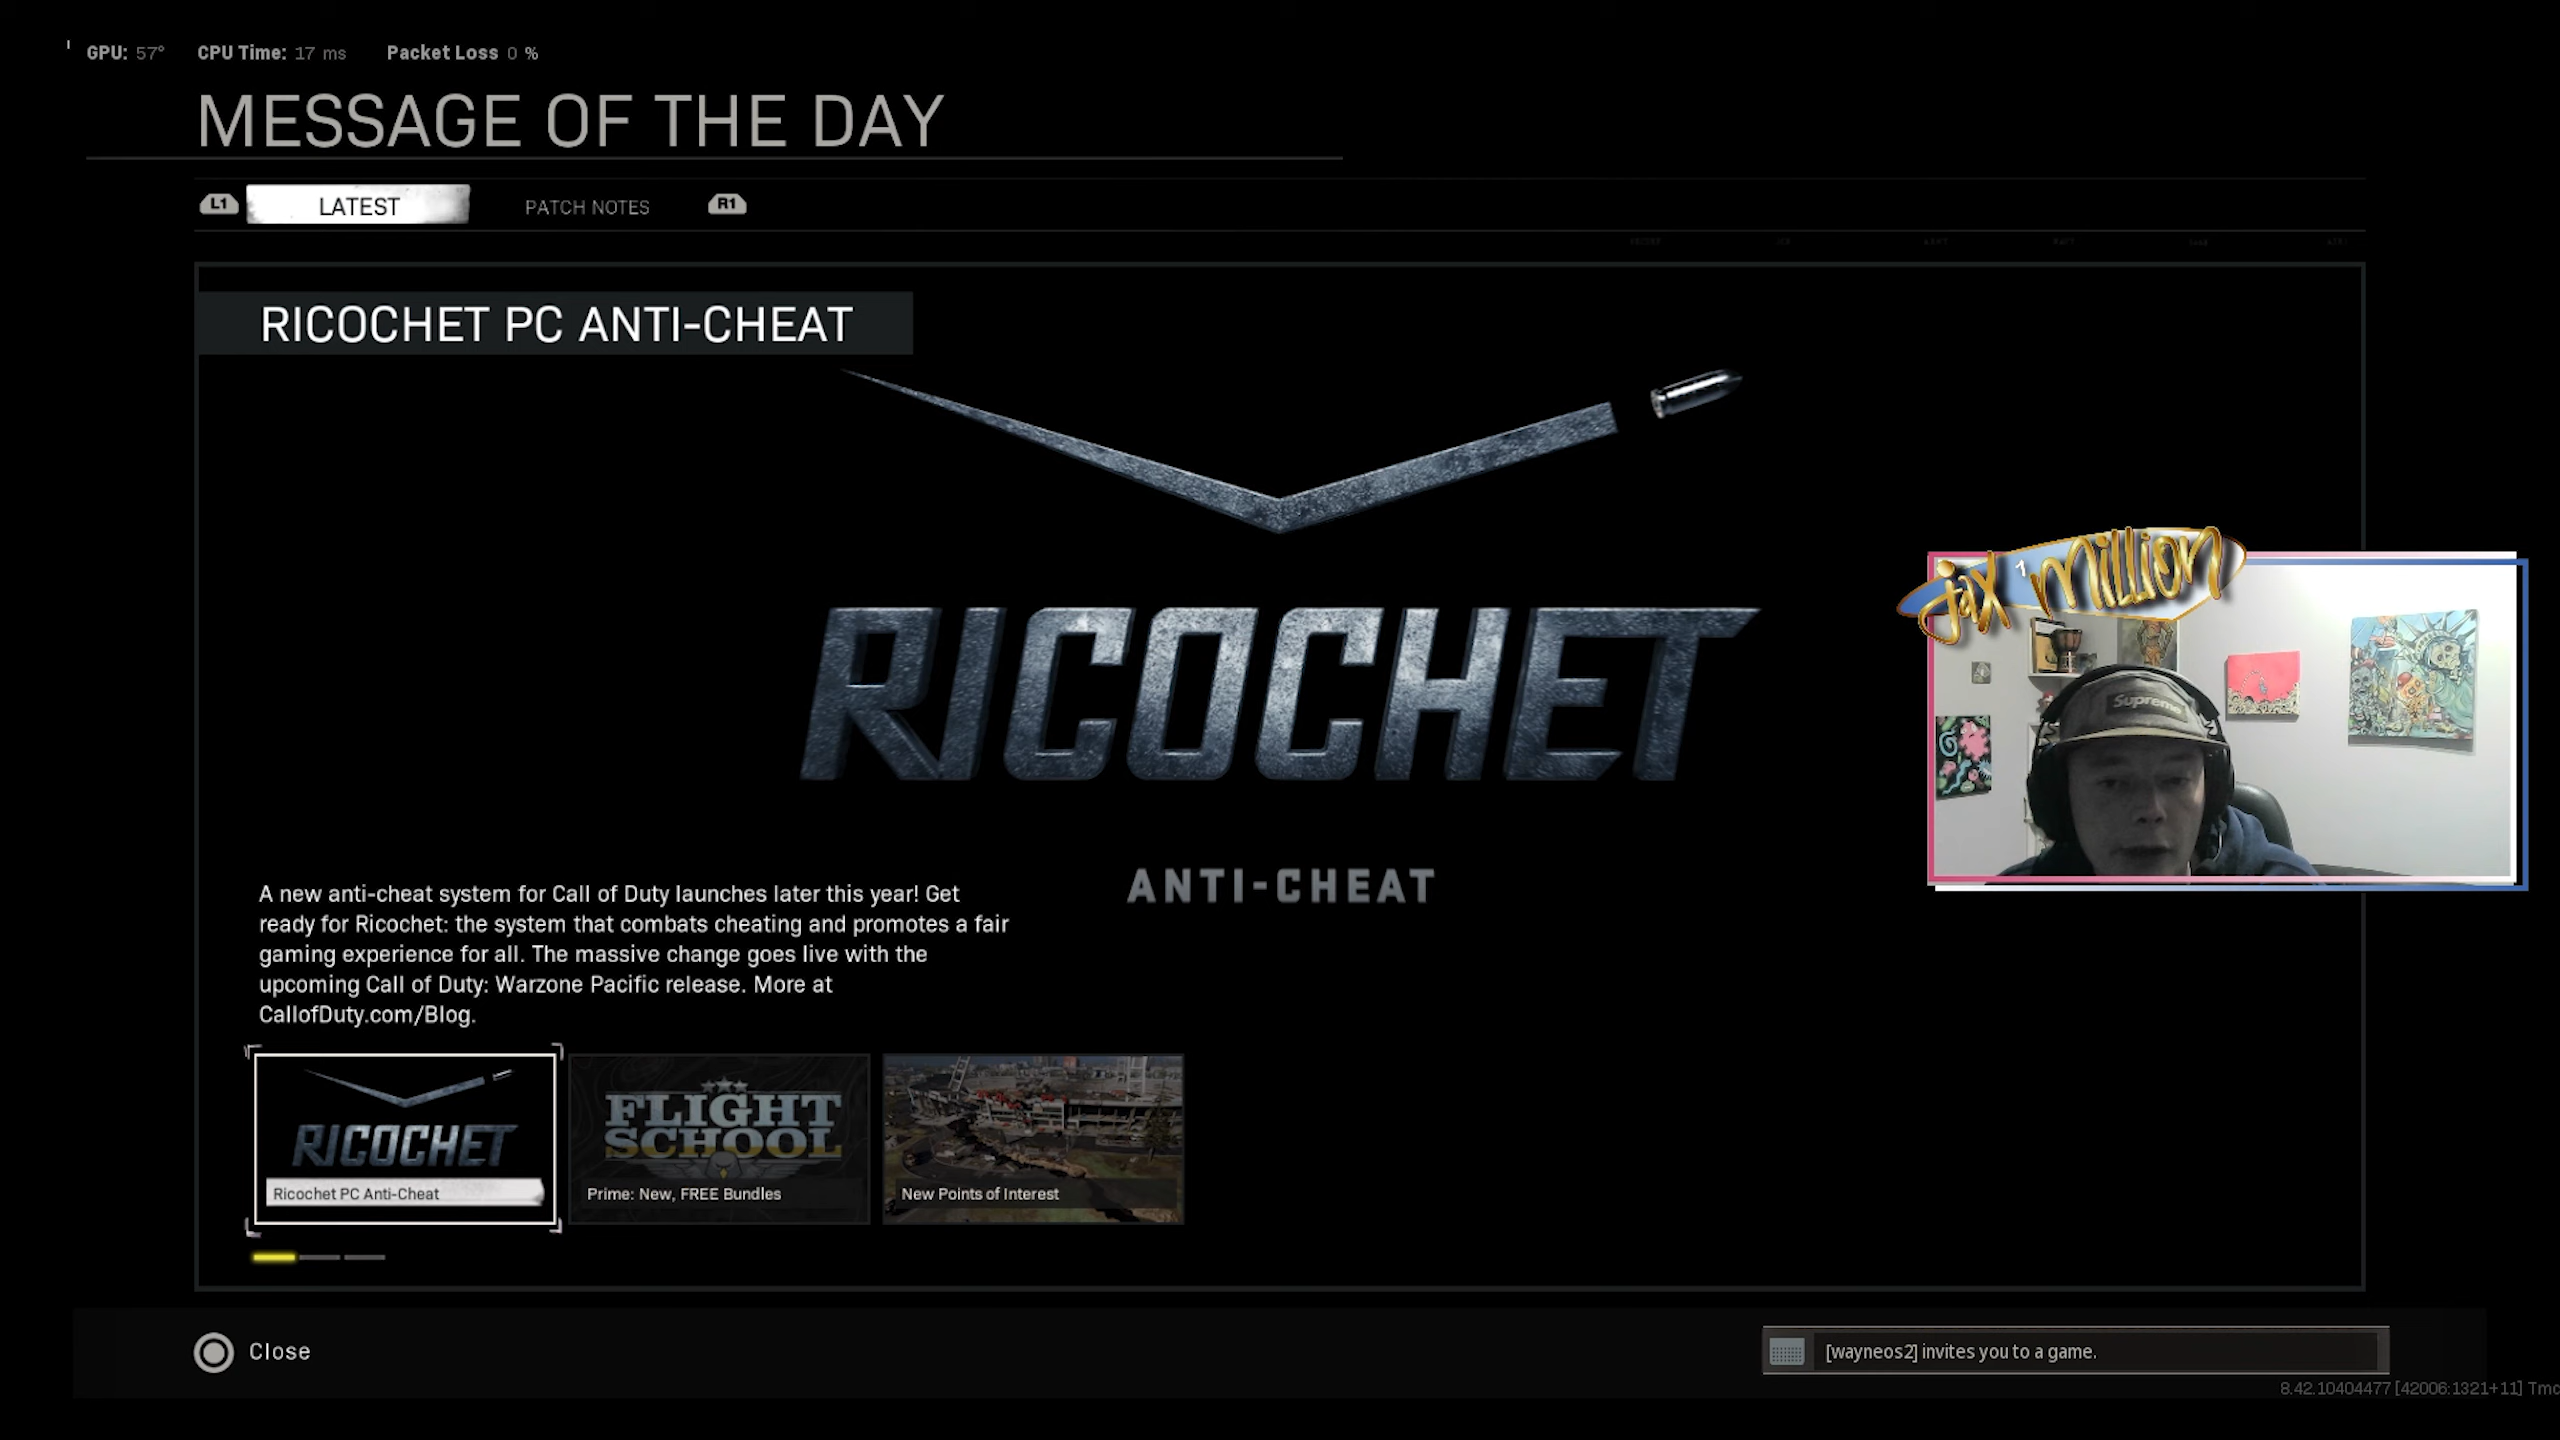 GPU: 57° CPU Time: 17 ms Packet Loss 0 %
MESSAGE OF THE DAY
L1 LATEST PATCH NOTES R1
RICOCHET PC ANTI-CHEAT
jax 1 million
RICOCHET
Supreme
ANTI-CHEAT
A new anti-cheat system for Call of Duty launches later this year! Get
ready for Ricochet: the system that combats cheating and promotes a fair
gaming experience for all. The massive change goes live with the
upcoming Call of Duty: Warzone Pacific release. More at
CallofDuty.com/Blog.
RICOCHET
Ricochet PC Anti-Cheat
FLIGHT
SCHOOL
Prime: New, FREE Bundles
New Points of Interest
Close
[wayneos2] invites you to a game.
8.42.10404477 [42006:1321+11] Tmc